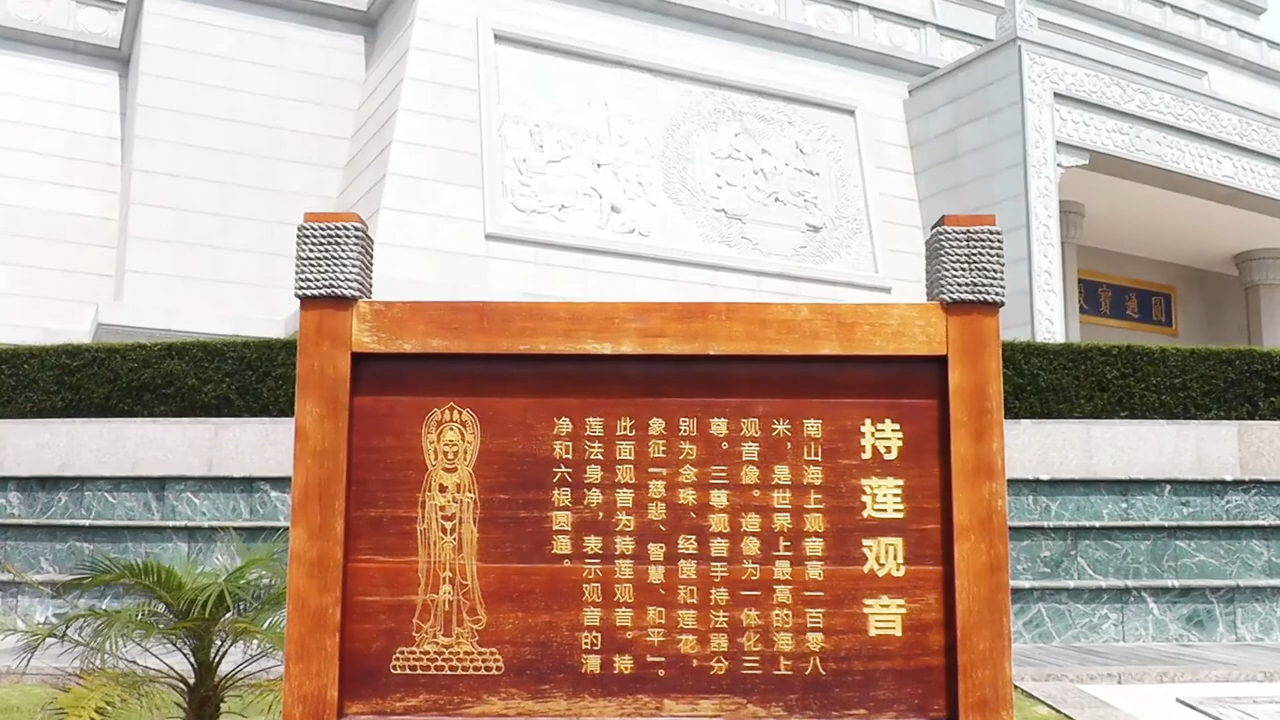 持莲观音
南山海上观音高一百零八
米，是世界上最高的海上
观音像。造像为一体化三
尊。三尊观音手持法器分
别为念珠、经箧和莲花，
象征「慈悲、智慧、和平」。
此面观音为持莲观音。持
莲法身净，表示观音的清
净和六根圆通。
圓通寶殿